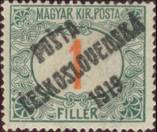 MAGYAR KIR. POSTA
POŠTA
ČESKOSLOVENSKÁ
1919
1
FILLÉR